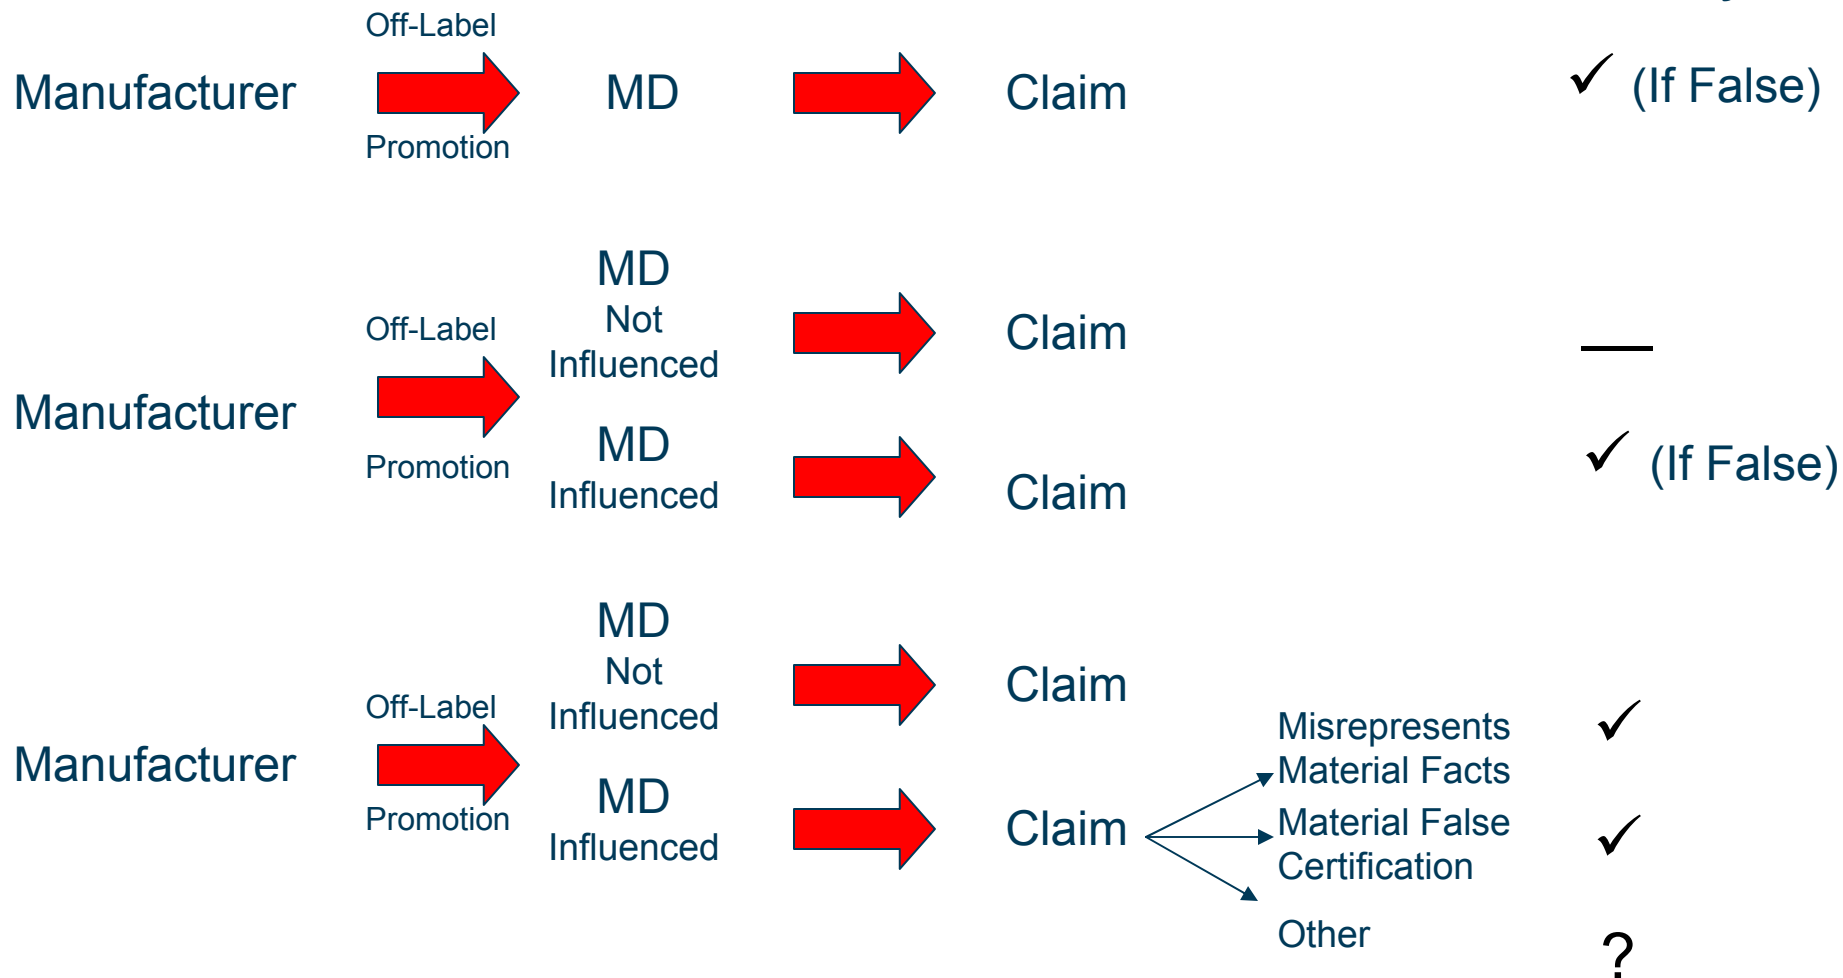 Off-Label
Manufacturer MD Claim ✓ (If False)
Promotion
MD
Not
Influenced
Off-Label
Claim —
Manufacturer
MD
Influenced
Promotion
Claim ✓ (If False)
MD
Not
Influenced
Off-Label
Claim
Manufacturer
MD
Influenced
Promotion
Claim
Misrepresents
Material Facts ✓
Material False
Certification ✓
Other ?